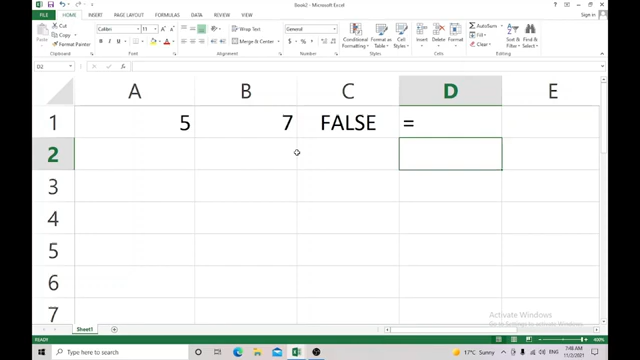 Book2 - Microsoft Excel
FILE HOME INSERT PAGE LAYOUT FORMULAS DATA REVIEW VIEW
Cut
Copy
Format Painter
Paste
Clipboard
Font
Wrap Text
Merge & Center
Alignment
General
Number
Conditional Formatting
Format as Table
Cell Styles
Styles
Insert Delete Format
Cells
AutoSum
Fill
Clear
Sort & Filter
Find & Select
Editing
D2
A B C D E
1 5 7 FALSE =
2
3
4
5
6
7
Activate Windows
Go to Settings to activate Windows.
Sheet1
READY
400%
Type here to search
17°C Sunny
ENG
7:48 AM
11/2/2021